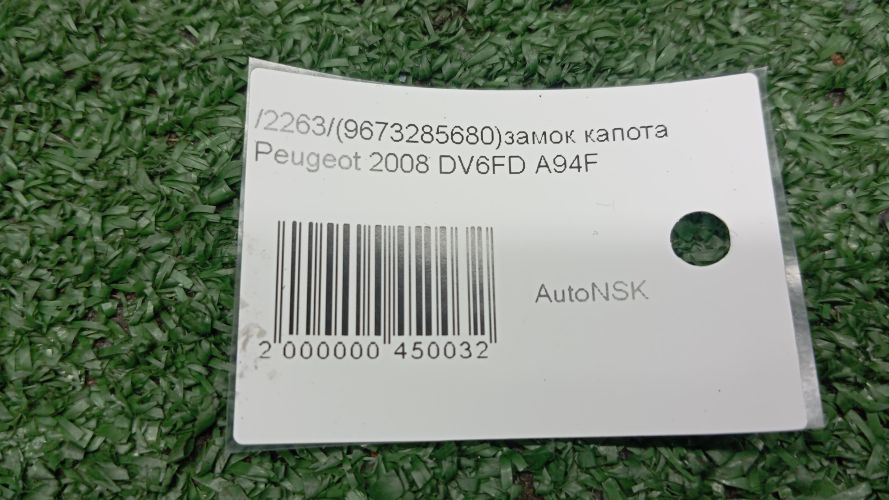 /2263/(9673285680)замок капота
Peugeot 2008 DV6FD A94F
AutoNSK
2 000000 450032